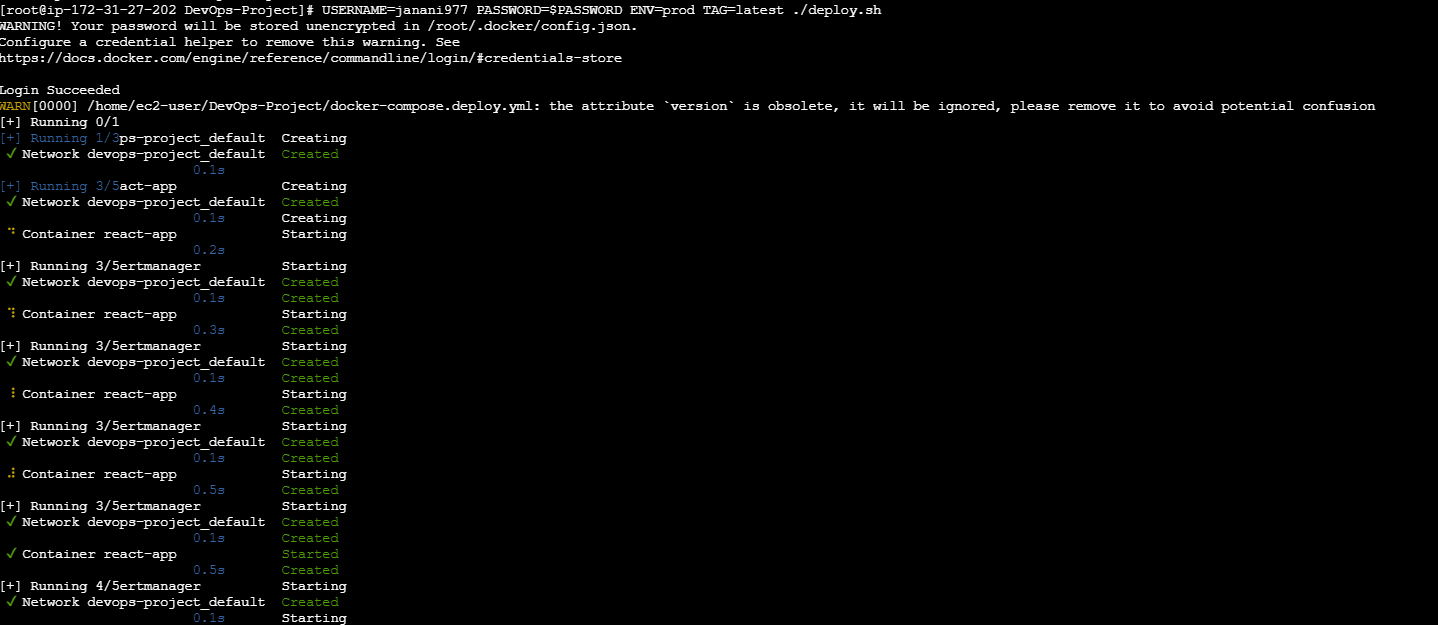 [root@ip-172-31-27-202 DevOps-Project]# USERNAME=janani977 PASSWORD=$PASSWORD ENV=prod TAG=latest ./deploy.sh
WARNING! Your password will be stored unencrypted in /root/.docker/config.json.
Configure a credential helper to remove this warning. See
https://docs.docker.com/engine/reference/commandline/login/#credentials-store
Login Succeeded
WARN[0000] /home/ec2-user/DevOps-Project/docker-compose.deploy.yml: the attribute `version` is obsolete, it will be ignored, please remove it to avoid potential confusion
[+] Running 0/1
[+] Running 1/3ps-project_default  Creating
✓ Network devops-project_default  Created
0.1s
[+] Running 3/5act-app             Creating
✓ Network devops-project_default  Created
0.1s       Creating
Container react-app             Starting
0.2s
[+] Running 3/5ertmanager          Starting
✓ Network devops-project_default  Created
0.1s       Created
Container react-app             Starting
0.3s       Created
[+] Running 3/5ertmanager          Starting
✓ Network devops-project_default  Created
0.1s       Created
Container react-app             Starting
0.4s       Created
[+] Running 3/5ertmanager          Starting
✓ Network devops-project_default  Created
0.1s       Created
Container react-app             Starting
0.5s       Created
[+] Running 3/5ertmanager          Starting
✓ Network devops-project_default  Created
0.1s       Created
✓ Container react-app             Started
0.5s       Created
[+] Running 4/5ertmanager          Starting
✓ Network devops-project_default  Created
0.1s       Starting